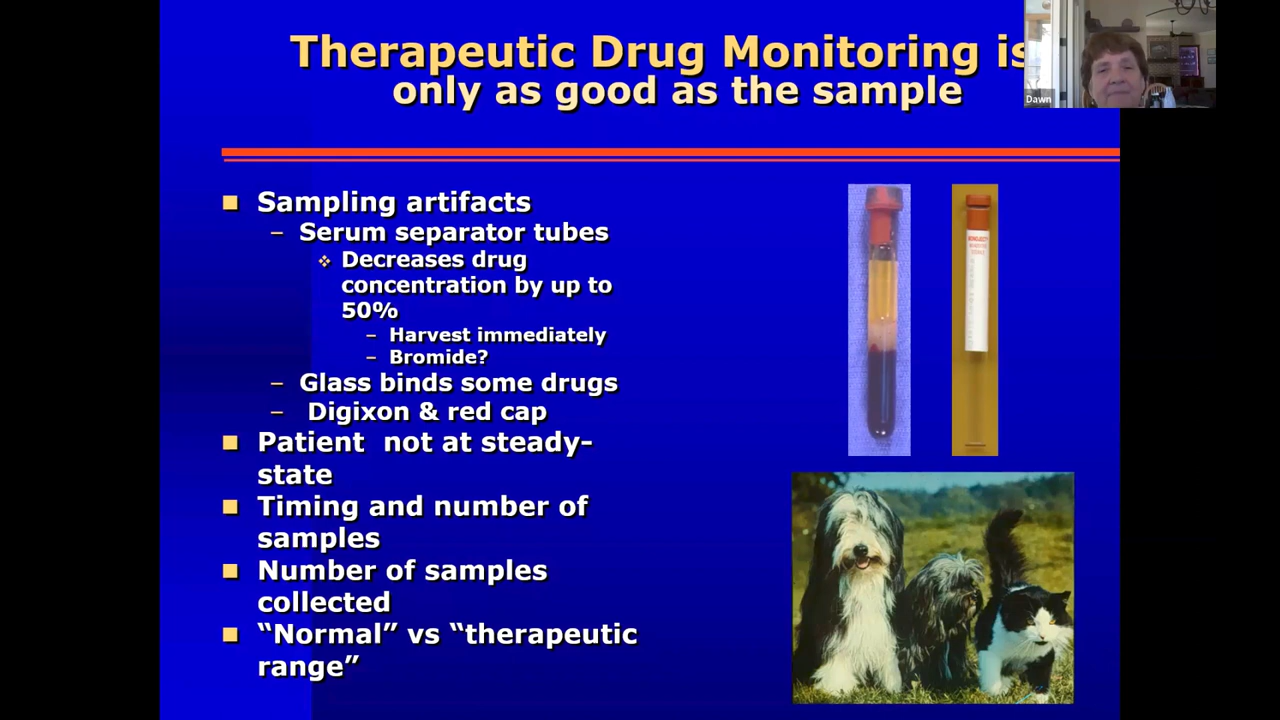 Therapeutic Drug Monitoring is
only as good as the sample
Dawn
Sampling artifacts
– Serum separator tubes
Decreases drug
concentration by up to
50%
– Harvest immediately
– Bromide?
– Glass binds some drugs
– Digixon & red cap
Patient not at steady-
state
Timing and number of
samples
Number of samples
collected
“Normal” vs “therapeutic
range”